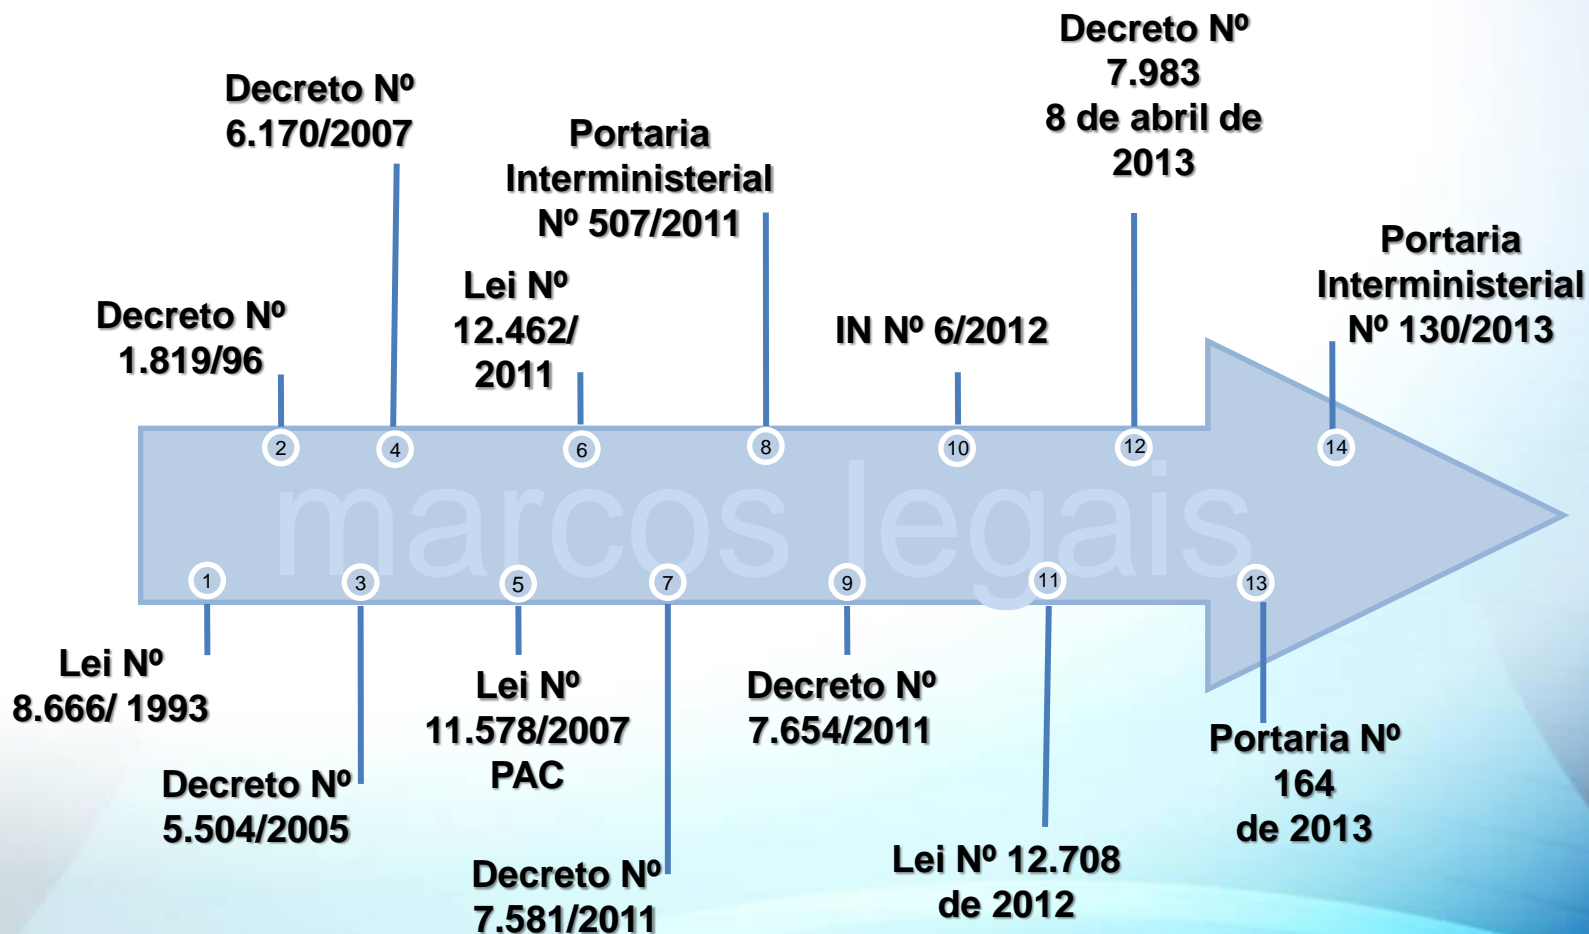 Decreto Nº
7.983
8 de abril de
2013
Decreto Nº
6.170/2007
Portaria
Interministerial
Nº 507/2011
Portaria
Interministerial
Nº 130/2013
Lei Nº
12.462/
2011
Decreto Nº
1.819/96
IN Nº 6/2012
2
4
6
8
10
12
14
marcos legais
1
3
5
7
9
11
13
Lei Nº
8.666/ 1993
Lei Nº
11.578/2007
PAC
Decreto Nº
7.654/2011
Portaria Nº
164
de 2013
Decreto Nº
5.504/2005
Decreto Nº
7.581/2011
Lei Nº 12.708
de 2012